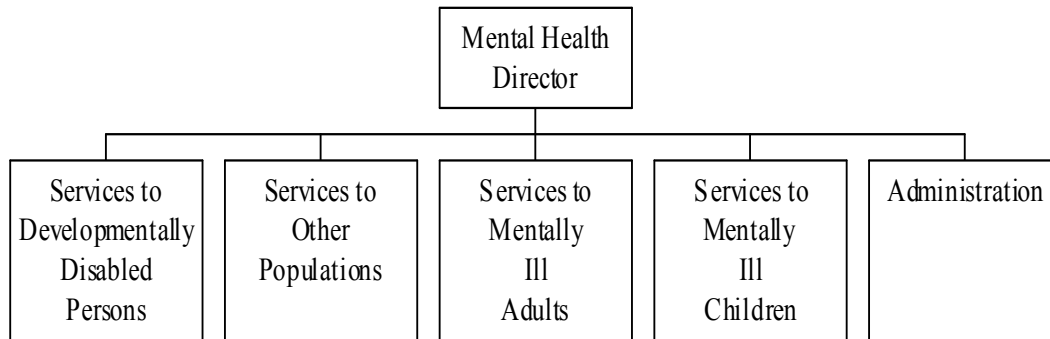 Mental Health
Director
Services to
Developmentally
Disabled
Persons
Services to
Other
Populations
Services to
Mentally
Ill
Adults
Services to
Mentally
Ill
Children
Administration